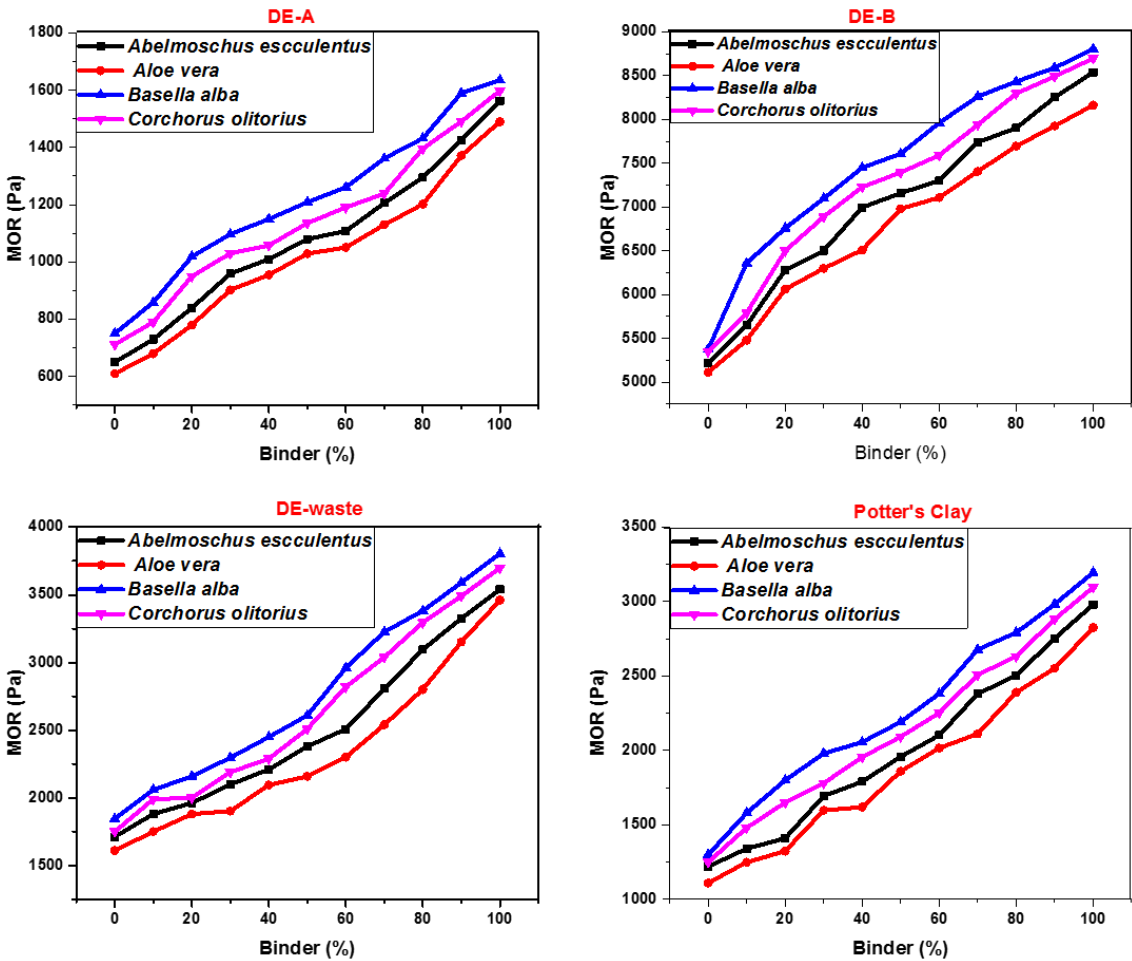 DE-A
1800
1600
1400
1200
1000
800
600
MOR (Pa)
Abelmoschus escculentus
Aloe vera
Basella alba
Corchorus olitorius
0 20 40 60 80 100
Binder (%)
DE-B
9000
8500
8000
7500
7000
6500
6000
5500
5000
MOR (Pa)
Abelmoschus escculentus
Aloe vera
Basella alba
Corchorus olitorius
0 20 40 60 80 100
Binder (%)
DE-waste
4000
3500
3000
2500
2000
1500
MOR (Pa)
Abelmoschus escculentus
Aloe vera
Basella alba
Corchorus olitorius
0 20 40 60 80 100
Binder (%)
Potter's Clay
3500
3000
2500
2000
1500
1000
MOR (Pa)
Abelmoschus escculentus
Aloe vera
Basella alba
Corchorus olitorius
0 20 40 60 80 100
Binder (%)